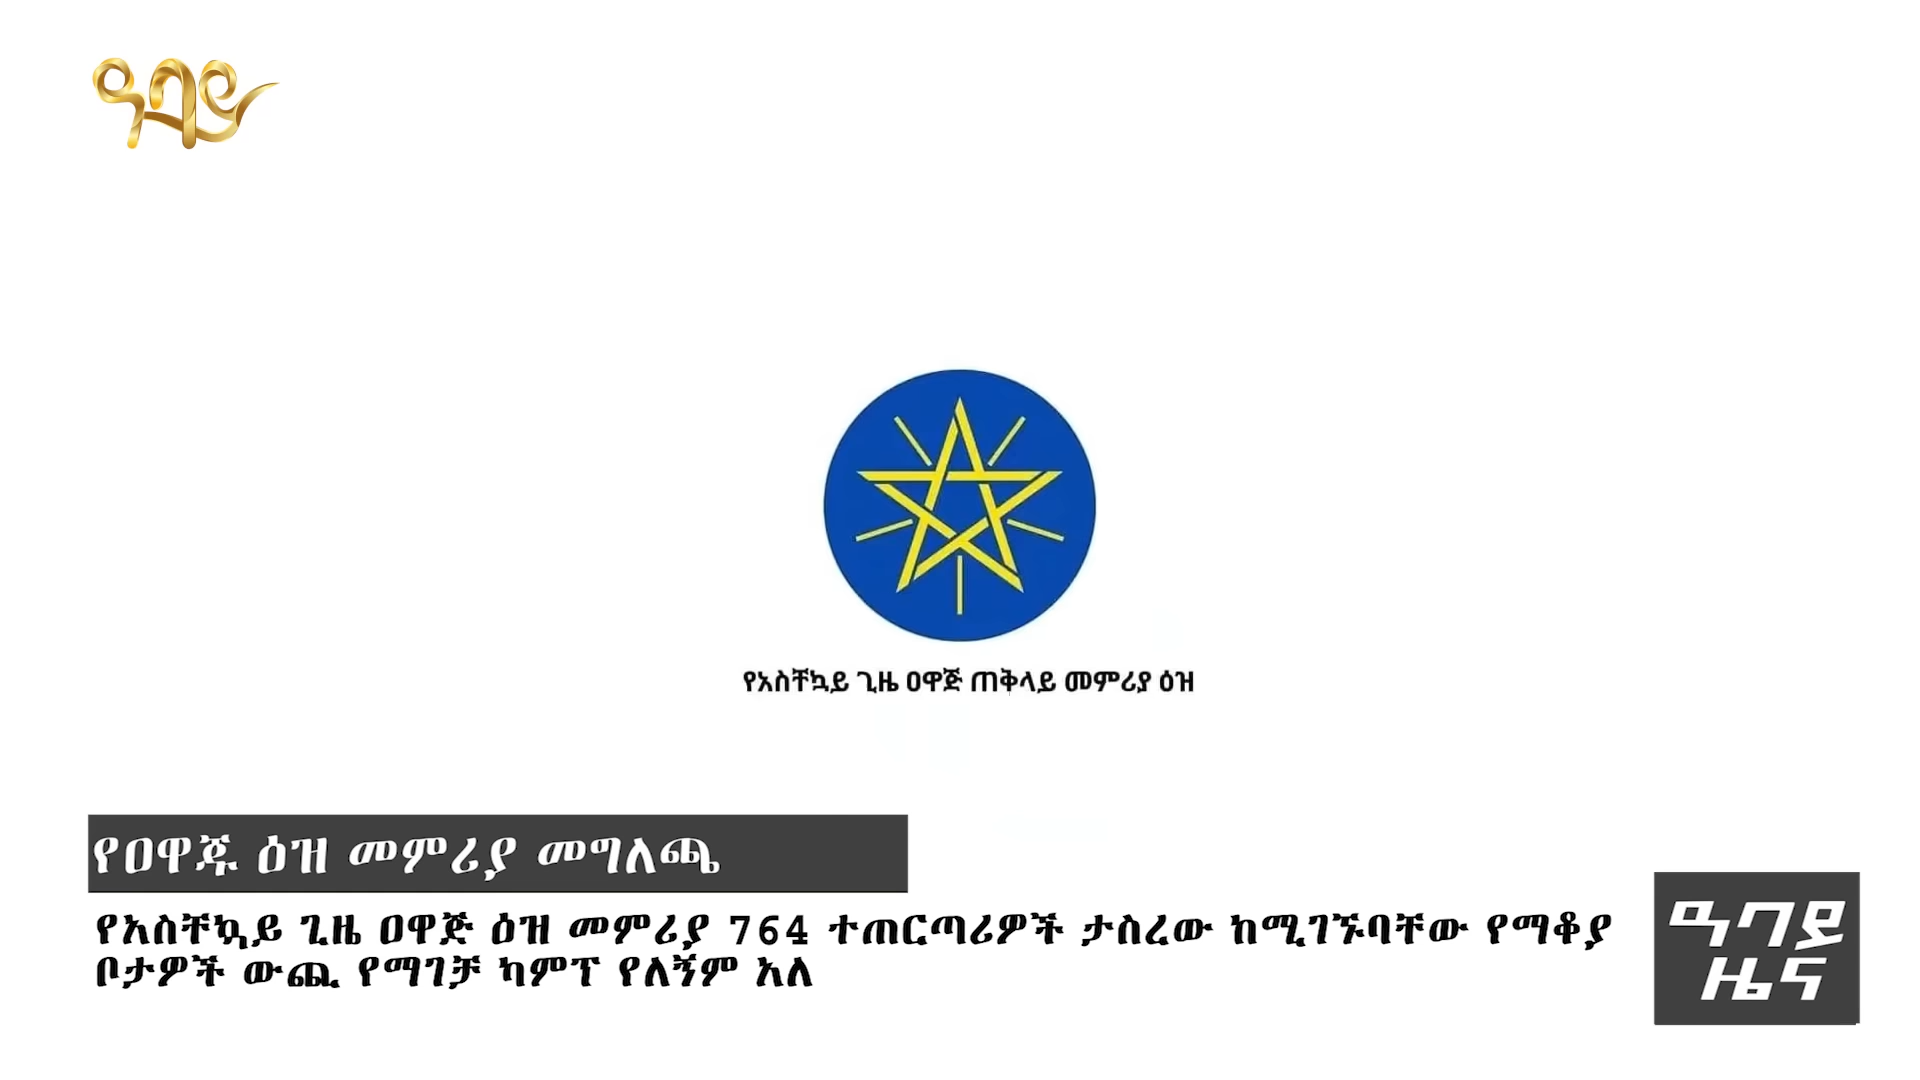 ዓባይ
የአስቸኳይ ጊዜ ዐዋጅ ጠቅላይ መምሪያ ዕዝ
የዐዋጁ ዕዝ መምሪያ መግለጫ
የአስቸኳይ ጊዜ ዐዋጅ ዕዝ መምሪያ 764 ተጠርጣሪዎች ታስረው ከሚገኙባቸው የማቆያ
ቦታዎች ውጪ የማገቻ ካምፕ የለኝም አለ
ዓባይ
ዜና